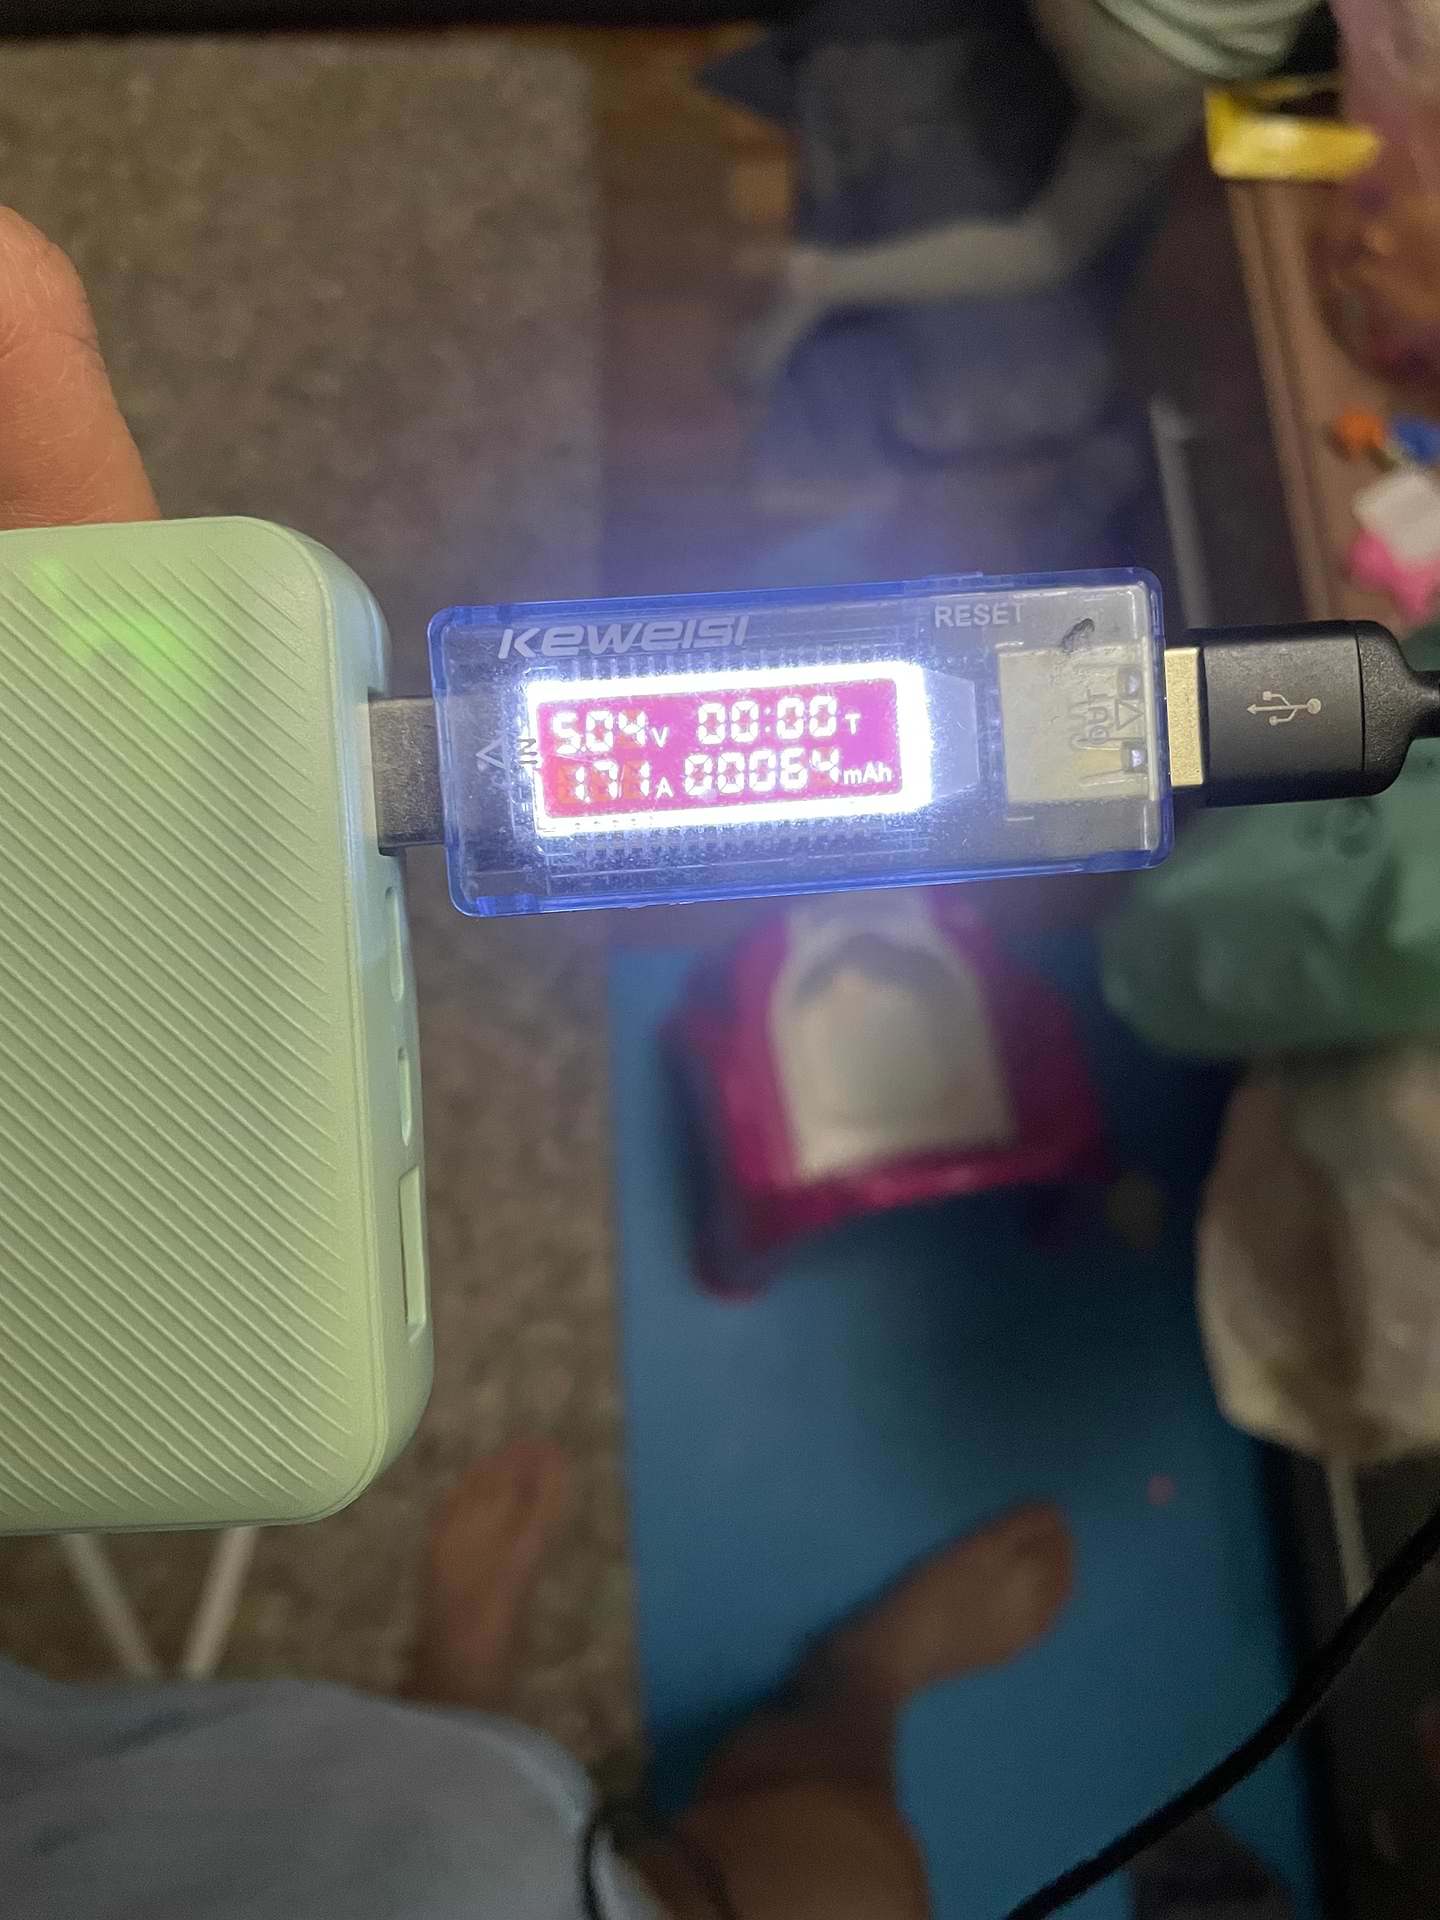 KEWEISI
RESET
IN
OUT
5.04V 00:00T
1.71A 00064mAh